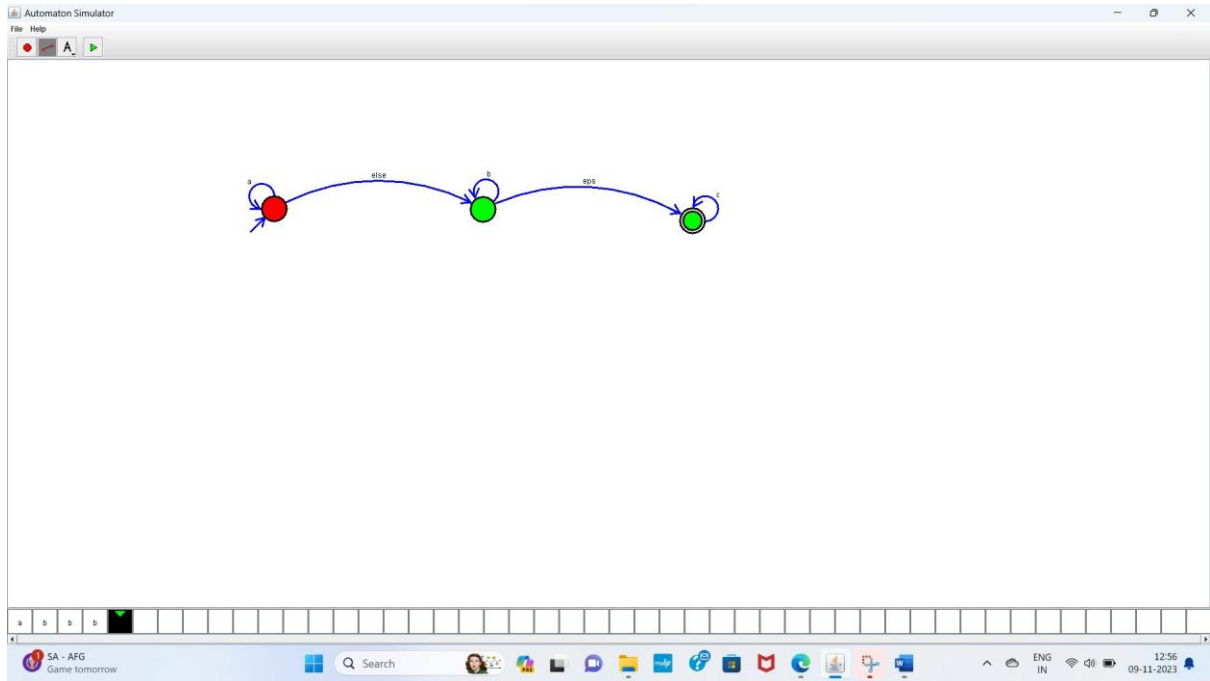 Automaton Simulator
File Help
A
else
a
b
eps
c
a b b b
SA - AFG
Game tomorrow
Search
ENG
IN
12:56
09-11-2023